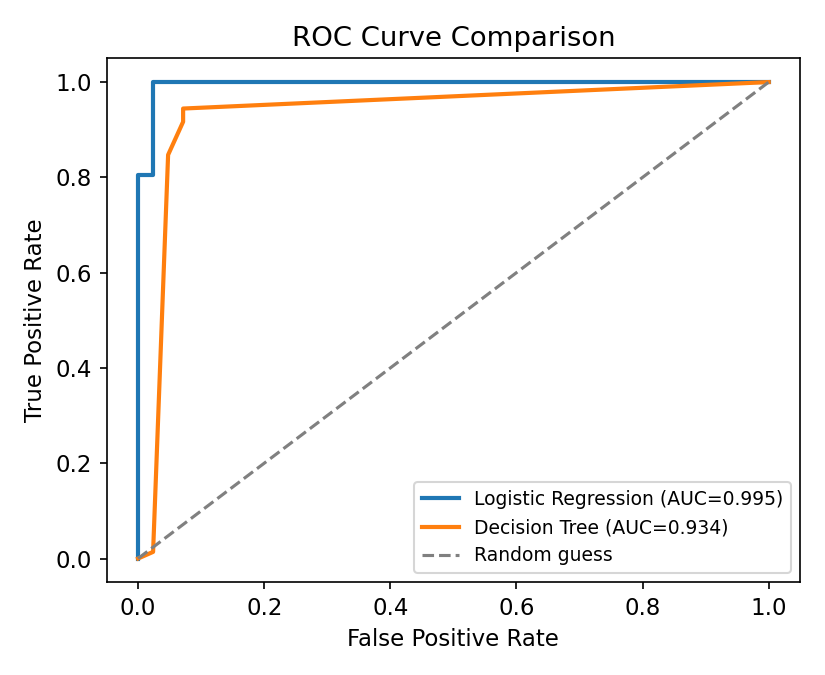 ROC Curve Comparison
1.0
0.8
0.6
0.4
0.2
0.0
True Positive Rate
Logistic Regression (AUC=0.995)
Decision Tree (AUC=0.934)
Random guess
0.0 0.2 0.4 0.6 0.8 1.0
False Positive Rate